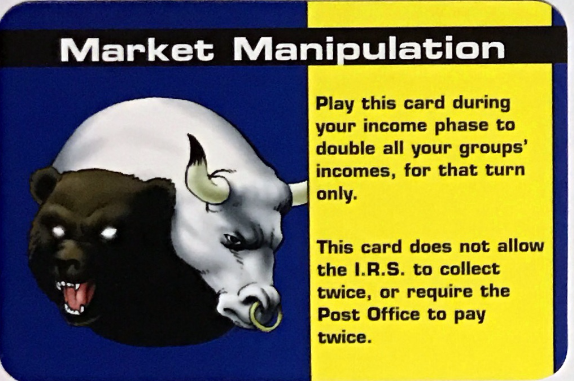 Market Manipulation
Play this card during
your income phase to
double all your groups'
incomes, for that turn
only.
This card does not allow
the I.R.S. to collect
twice, or require the
Post Office to pay
twice.